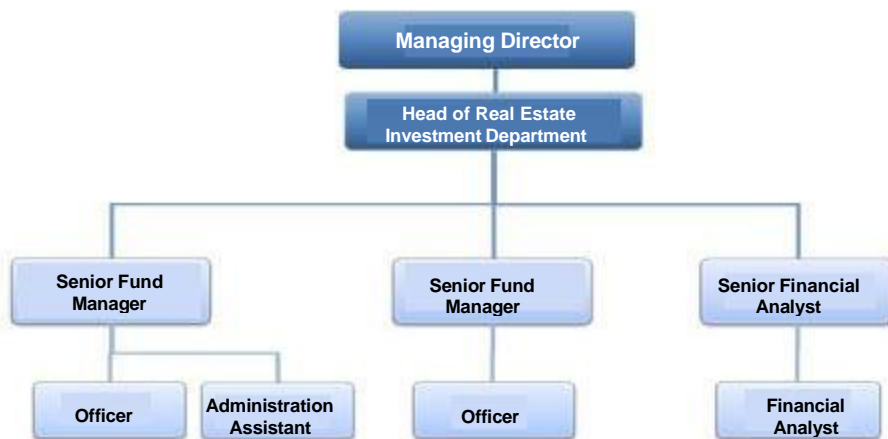 Managing Director
Head of Real Estate
Investment Department
Senior Fund
Manager
Senior Fund
Manager
Senior Financial
Analyst
Officer
Administration
Assistant
Officer
Financial
Analyst